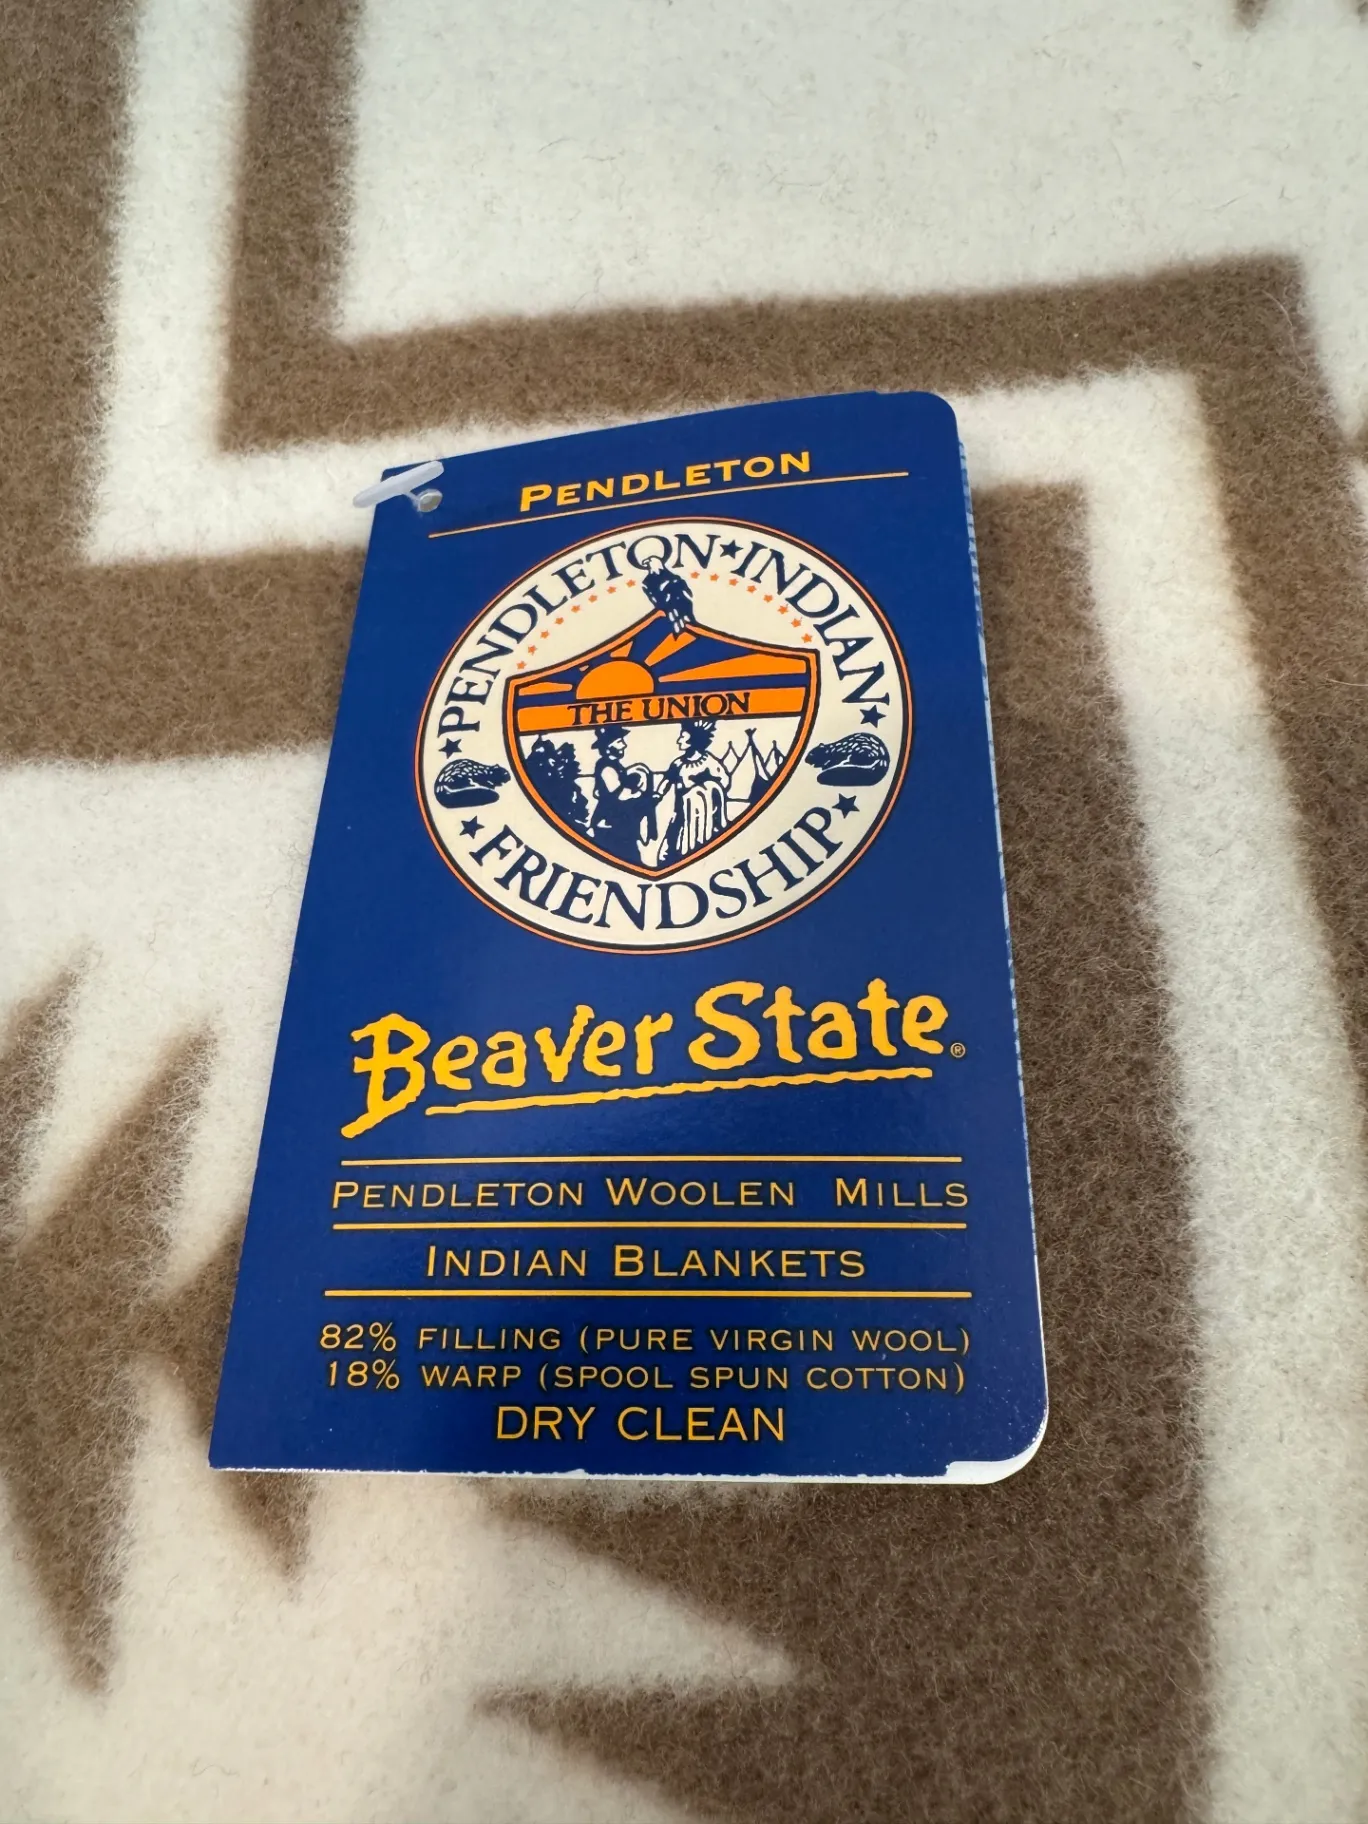 PENDLETON
PENDLETON★INDIAN
THE UNION
FRIENDSHIP
Beaver State®
PENDLETON WOOLEN MILLS
INDIAN BLANKETS
82% FILLING (PURE VIRGIN WOOL)
18% WARP (SPOOL SPUN COTTON)
DRY CLEAN